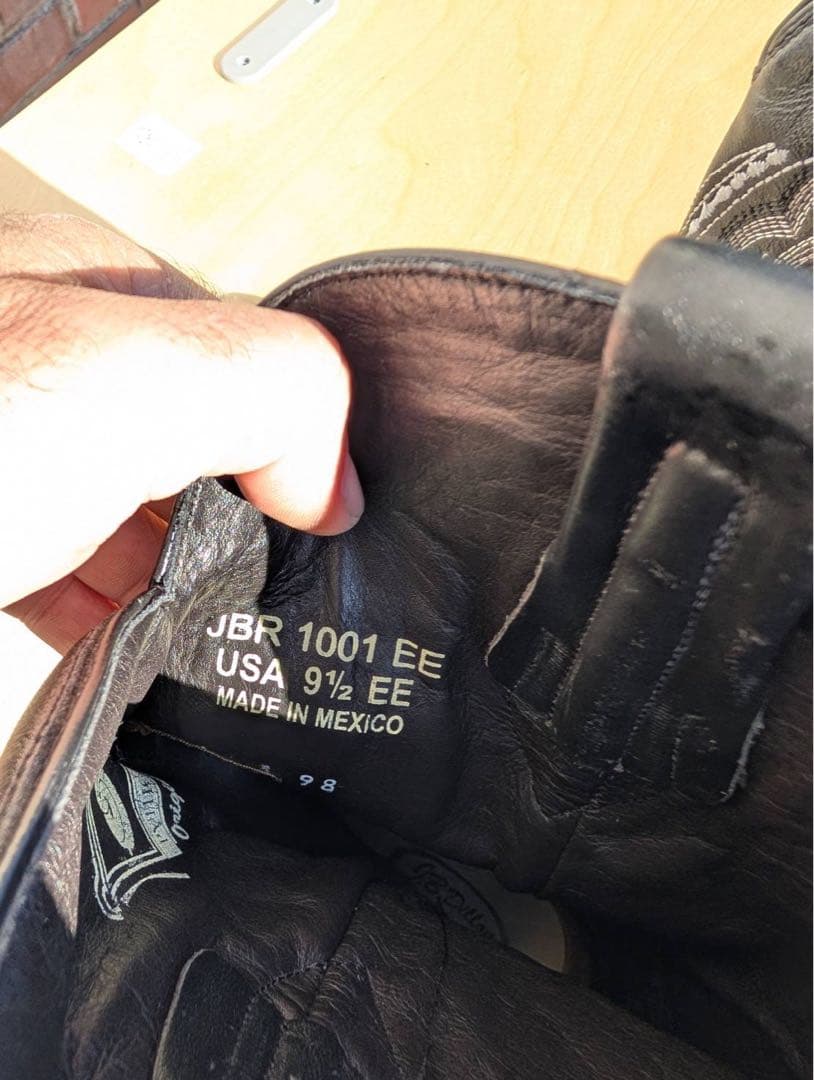 JBR 1001 EE
USA 9½ EE
MADE IN MEXICO
98